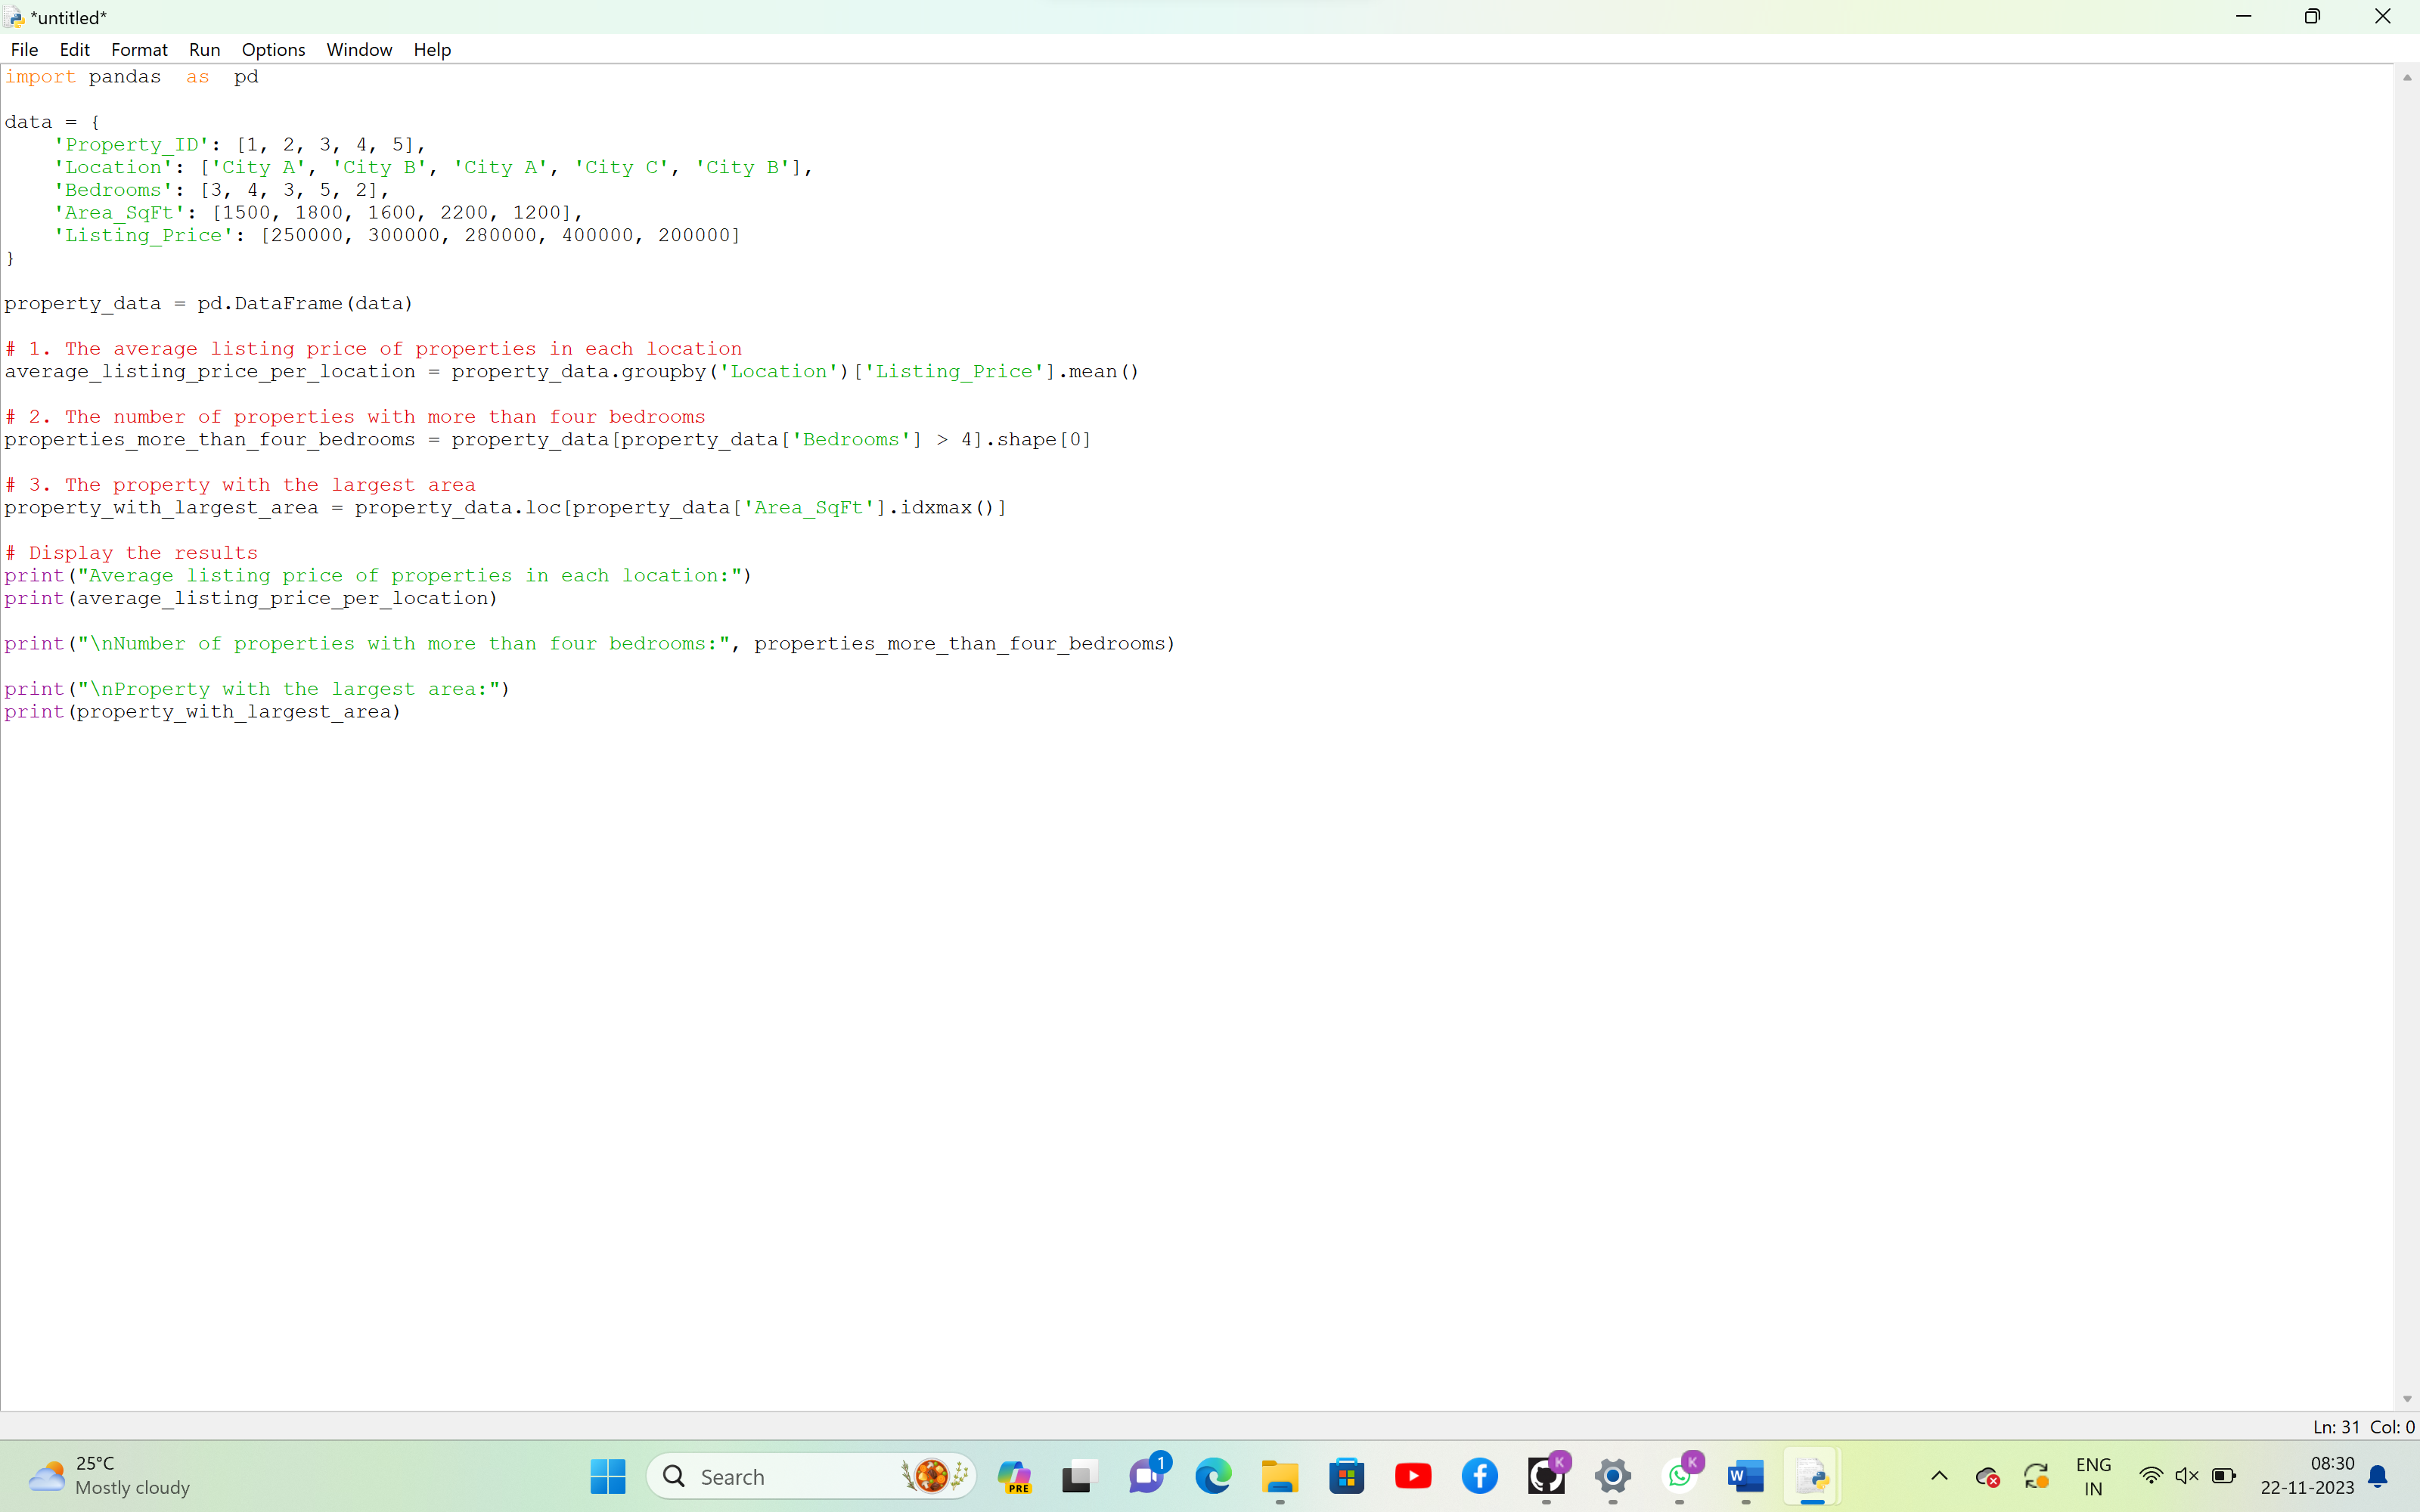 *untitled*
File Edit Format Run Options Window Help
import pandas as pd
data = {
    'Property_ID': [1, 2, 3, 4, 5],
    'Location': ['City A', 'City B', 'City A', 'City C', 'City B'],
    'Bedrooms': [3, 4, 3, 5, 2],
    'Area_SqFt': [1500, 1800, 1600, 2200, 1200],
    'Listing_Price': [250000, 300000, 280000, 400000, 200000]
}
property_data = pd.DataFrame(data)
# 1. The average listing price of properties in each location
average_listing_price_per_location = property_data.groupby('Location')['Listing_Price'].mean()
# 2. The number of properties with more than four bedrooms
properties_more_than_four_bedrooms = property_data[property_data['Bedrooms'] > 4].shape[0]
# 3. The property with the largest area
property_with_largest_area = property_data.loc[property_data['Area_SqFt'].idxmax()]
# Display the results
print("Average listing price of properties in each location:")
print(average_listing_price_per_location)
print("\nNumber of properties with more than four bedrooms:", properties_more_than_four_bedrooms)
print("\nProperty with the largest area:")
print(property_with_largest_area)
Ln: 31 Col: 0
25°C
Mostly cloudy
Search
PRE
1
K
K
W
ENG
IN
08:30
22-11-2023